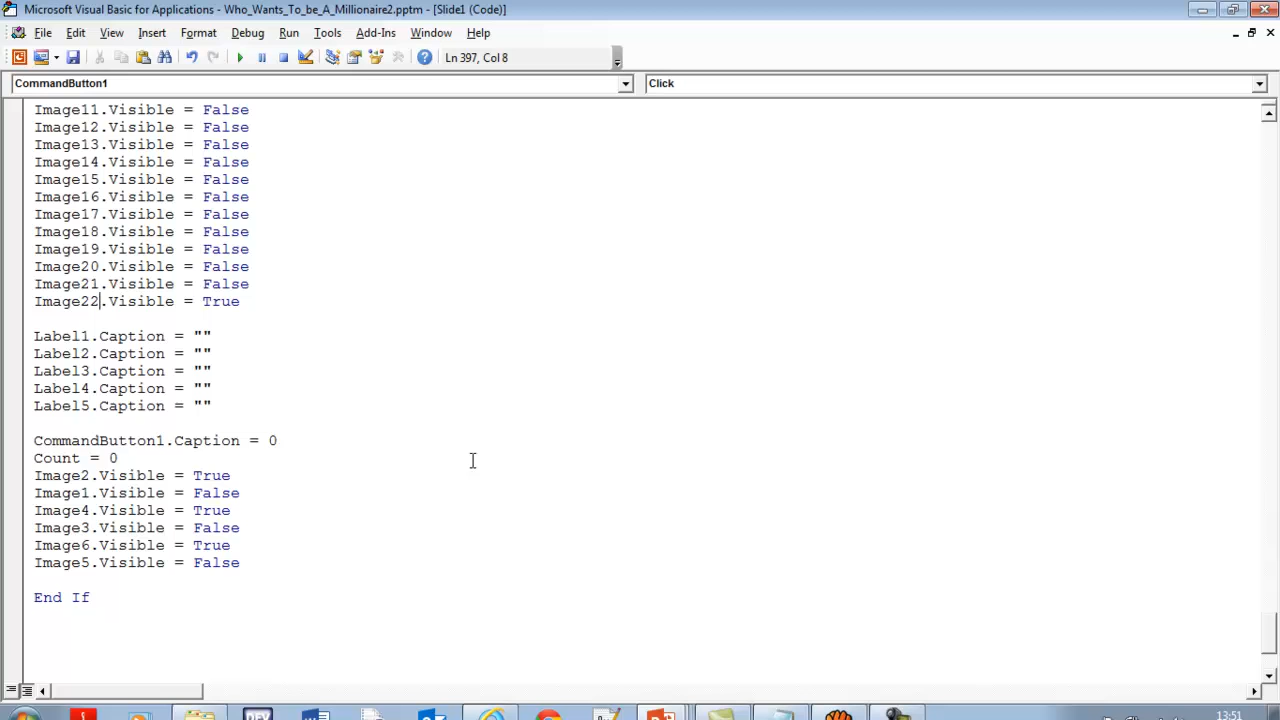 Microsoft Visual Basic for Applications - Who_Wants_To_be_A_Millionaire2.pptm - [Slide1 (Code)]
File Edit View Insert Format Debug Run Tools Add-Ins Window Help
Ln 397, Col 8
CommandButton1 Click
Image11.Visible = False
Image12.Visible = False
Image13.Visible = False
Image14.Visible = False
Image15.Visible = False
Image16.Visible = False
Image17.Visible = False
Image18.Visible = False
Image19.Visible = False
Image20.Visible = False
Image21.Visible = False
Image22.Visible = True
Label1.Caption = ""
Label2.Caption = ""
Label3.Caption = ""
Label4.Caption = ""
Label5.Caption = ""
CommandButton1.Caption = 0
Count = 0
Image2.Visible = True
Image1.Visible = False
Image4.Visible = True
Image3.Visible = False
Image6.Visible = True
Image5.Visible = False
End If
DEV
13:51